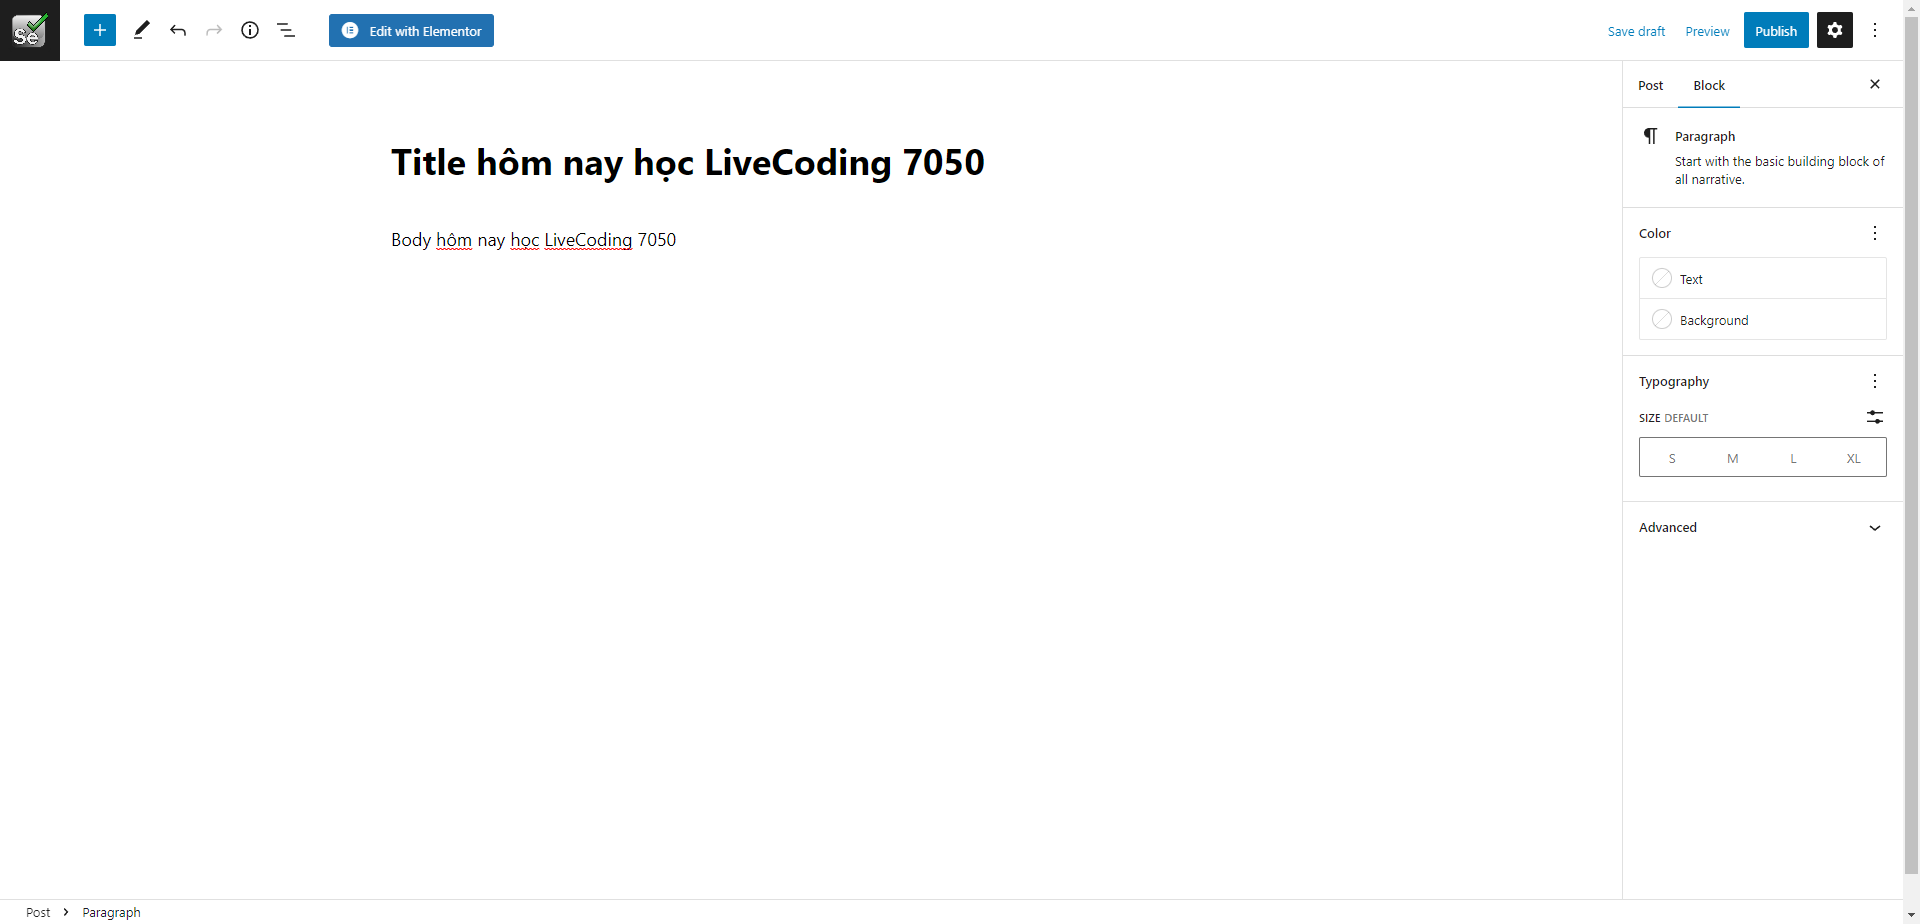 Se
Edit with Elementor
Save draft
Preview
Publish
Post
Block
Title hôm nay học LiveCoding 7050
Body hôm nay học LiveCoding 7050
Paragraph
Start with the basic building block of
all narrative.
Color
Text
Background
Typography
SIZE DEFAULT
S M L XL
Advanced
Post
Paragraph